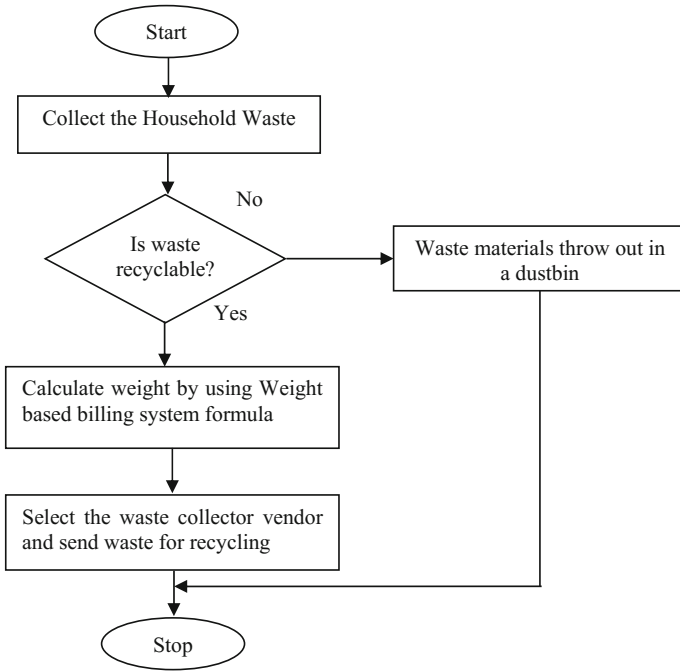 Start
Collect the Household Waste
No
Is waste
recyclable?
Waste materials throw out in
a dustbin
Yes
Calculate weight by using Weight
based billing system formula
Select the waste collector vendor
and send waste for recycling
Stop